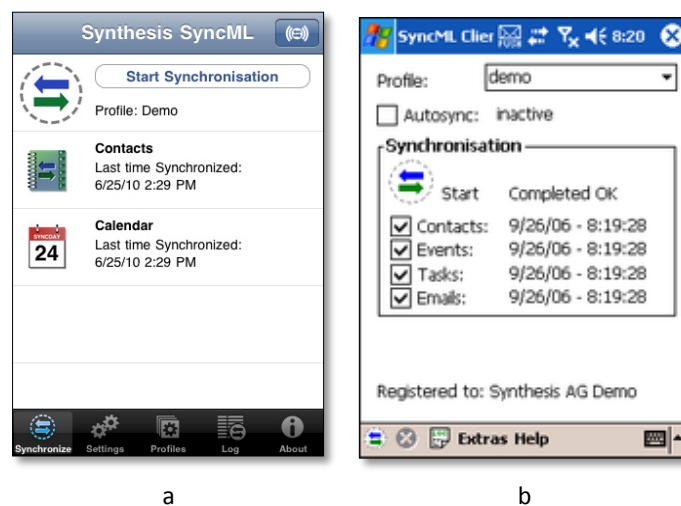 Synthesis SyncML
Start Synchronisation
Profile: Demo
Contacts
Last time Synchronized:
6/25/10 2:29 PM
Calendar
Last time Synchronized:
6/25/10 2:29 PM
SYNCDAY
24
Synchronize Settings Profiles Log About
a
SyncML Clier PUSH 8:20
Profile: demo
Autosync: inactive
Synchronisation
Start Completed OK
Contacts: 9/26/06 - 8:19:28
Events: 9/26/06 - 8:19:28
Tasks: 9/26/06 - 8:19:28
Emails: 9/26/06 - 8:19:28
Registered to: Synthesis AG Demo
Extras Help
b